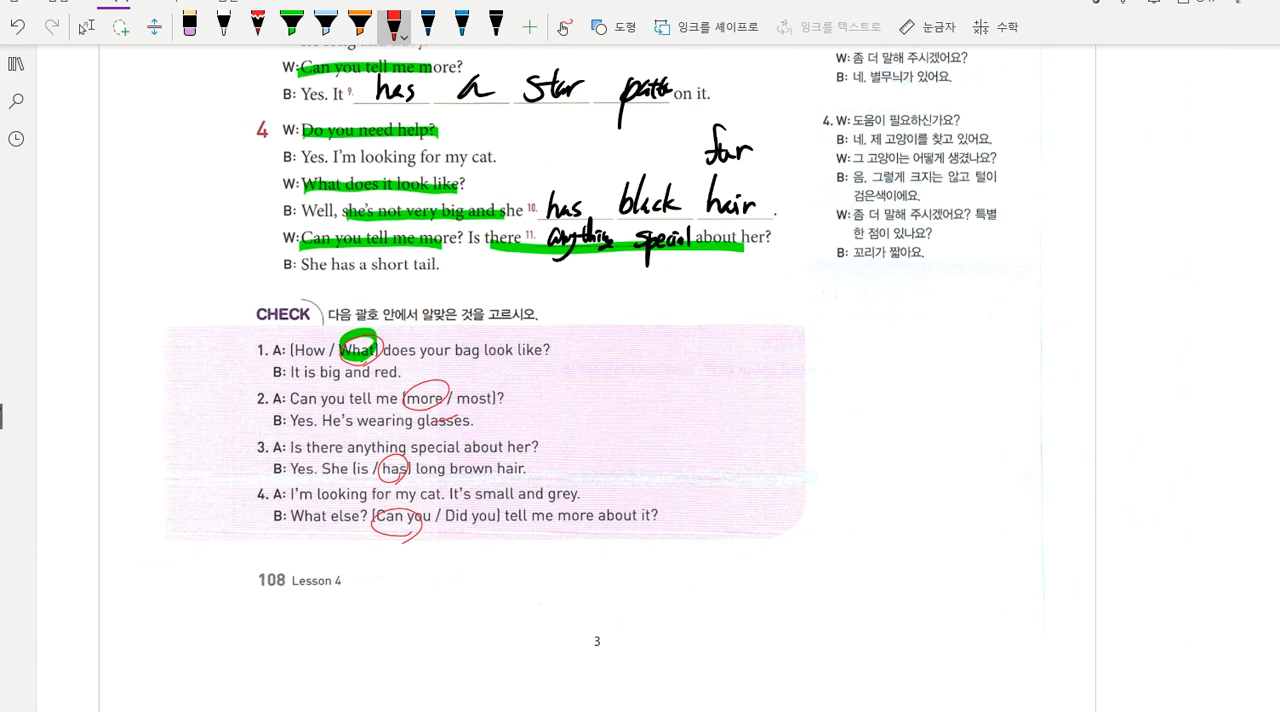 도형
잉크를 셰이프로
잉크를 텍스트로
눈금자
수학
W: Can you tell me more?
B: Yes. It 9. has a star patt on it.
4 W: Do you need help?
B: Yes. I'm looking for my cat.
fur
W: What does it look like?
B: Well, she's not very big and she 10. has black hair.
W: Can you tell me more? Is there 11. anything special about her?
B: She has a short tail.
W: 좀 더 말해 주시겠어요?
B: 네, 별무늬가 있어요.
4. W: 도움이 필요하신가요?
B: 네, 제 고양이를 찾고 있어요.
W: 그 고양이는 어떻게 생겼나요?
B: 음, 그렇게 크지는 않고 털이
검은색이에요.
W: 좀 더 말해 주시겠어요? 특별
한 점이 있나요?
B: 꼬리가 짧아요.
CHECK 다음 괄호 안에서 알맞은 것을 고르시오.
1. A: (How / What) does your bag look like?
B: It is big and red.
2. A: Can you tell me (more / most)?
B: Yes. He's wearing glasses.
3. A: Is there anything special about her?
B: Yes. She (is / has) long brown hair.
4. A: I'm looking for my cat. It's small and grey.
B: What else? (Can you / Did you) tell me more about it?
108 Lesson 4
3